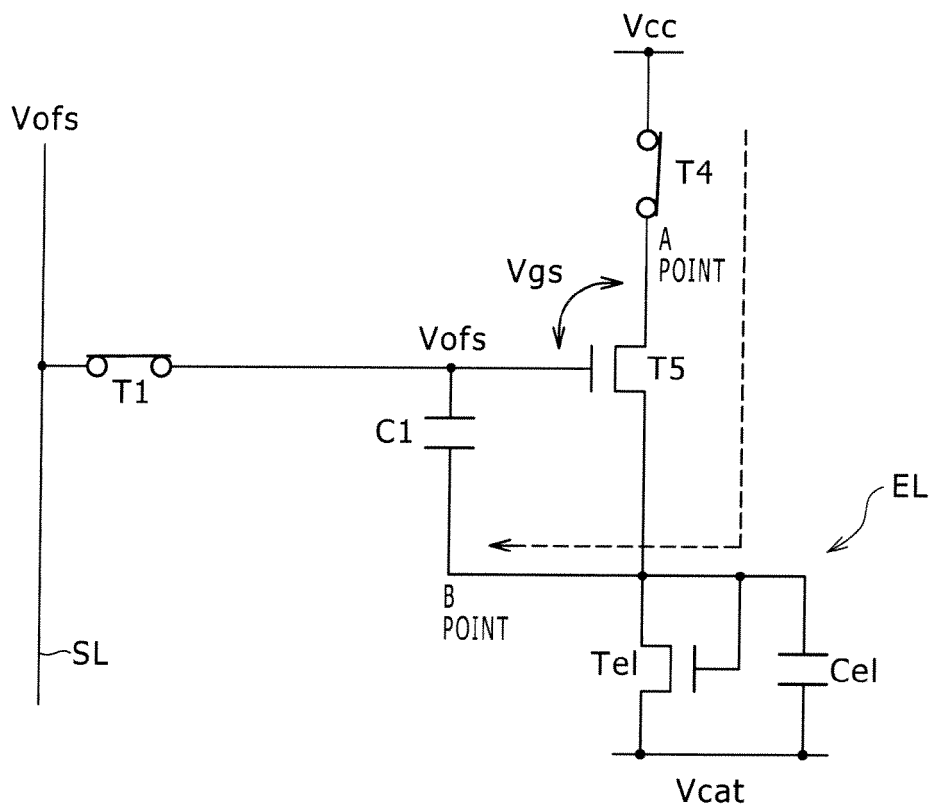 Vcc
Vofs
T4
A
POINT
Vgs
Vofs
T5
T1
C1
EL
B
POINT
SL
Tel
Cel
Vcat